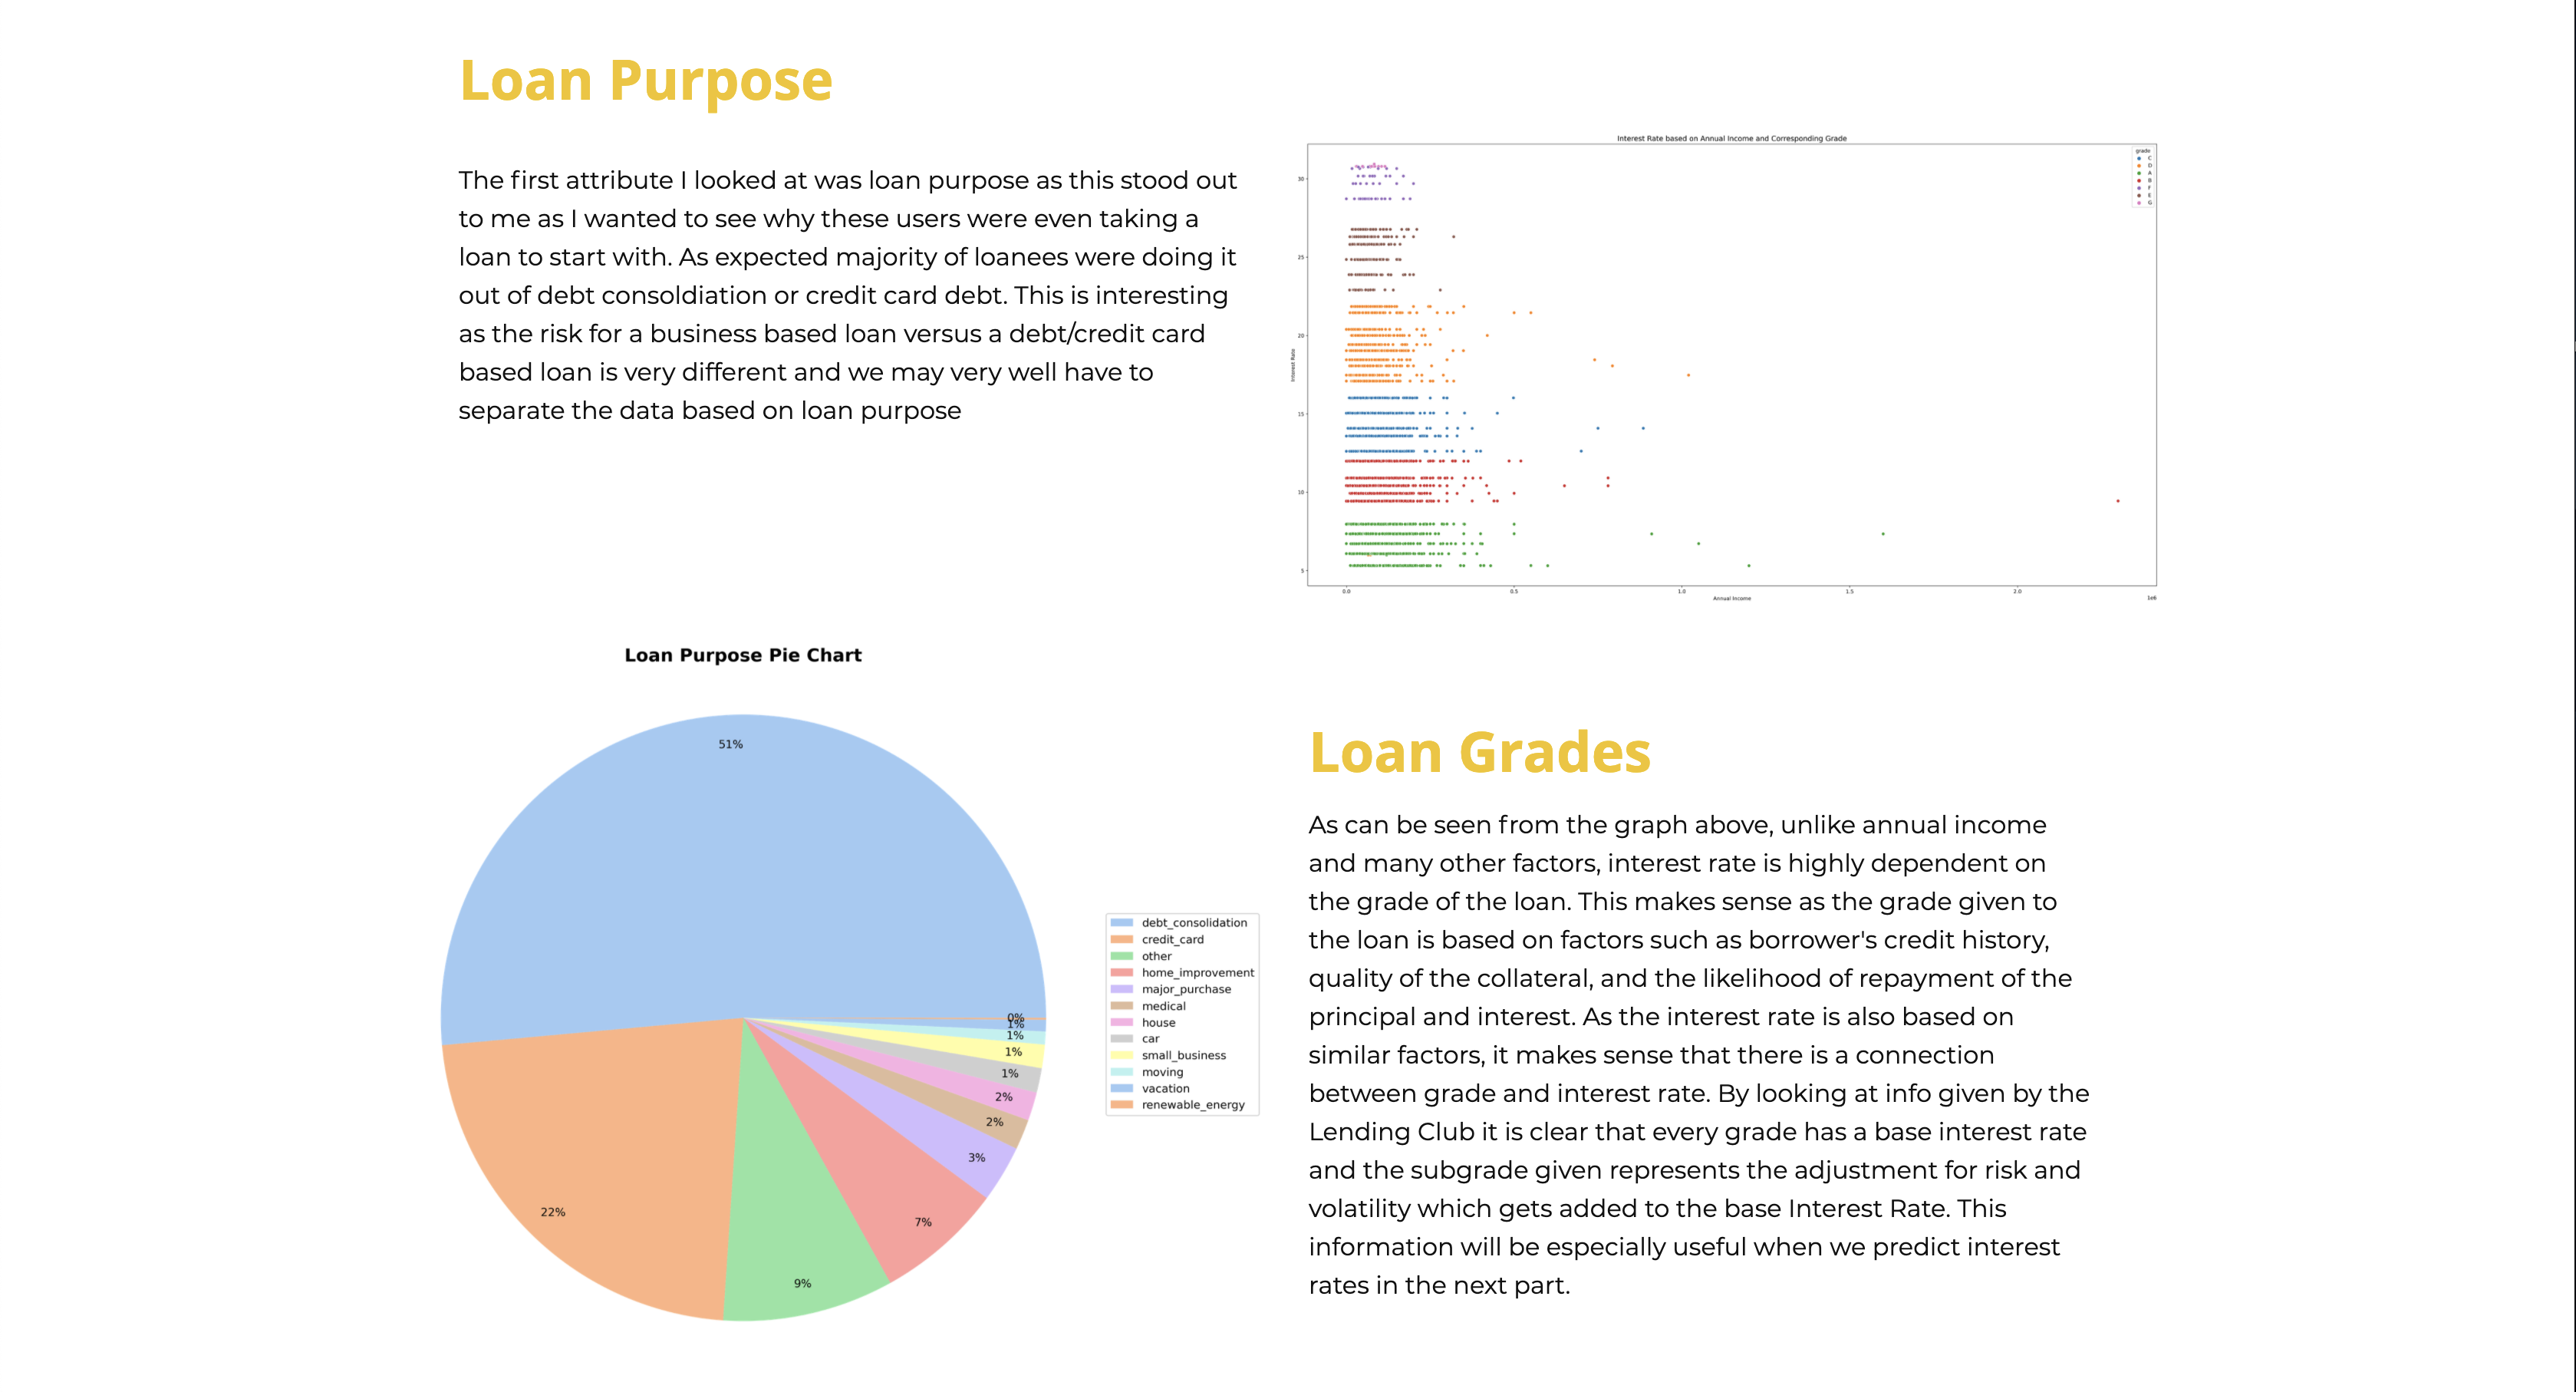 Loan Purpose
The first attribute I looked at was loan purpose as this stood out
to me as I wanted to see why these users were even taking a
loan to start with. As expected majority of loanees were doing it
out of debt consoldiation or credit card debt. This is interesting
as the risk for a business based loan versus a debt/credit card
based loan is very different and we may very well have to
separate the data based on loan purpose
Interest Rate based on Annual Income and Corresponding Grade
grade
C
D
A
B
F
E
G
Interest Rate
30
25
20
15
10
5
0.0
0.5
1.0
1.5
2.0
1e6
Annual Income
Loan Purpose Pie Chart
51%
22%
9%
7%
3%
2%
2%
1%
1%
1%
1%
0%
debt_consolidation
credit_card
other
home_improvement
major_purchase
medical
house
car
small_business
moving
vacation
renewable_energy
Loan Grades
As can be seen from the graph above, unlike annual income
and many other factors, interest rate is highly dependent on
the grade of the loan. This makes sense as the grade given to
the loan is based on factors such as borrower's credit history,
quality of the collateral, and the likelihood of repayment of the
principal and interest. As the interest rate is also based on
similar factors, it makes sense that there is a connection
between grade and interest rate. By looking at info given by the
Lending Club it is clear that every grade has a base interest rate
and the subgrade given represents the adjustment for risk and
volatility which gets added to the base Interest Rate. This
information will be especially useful when we predict interest
rates in the next part.